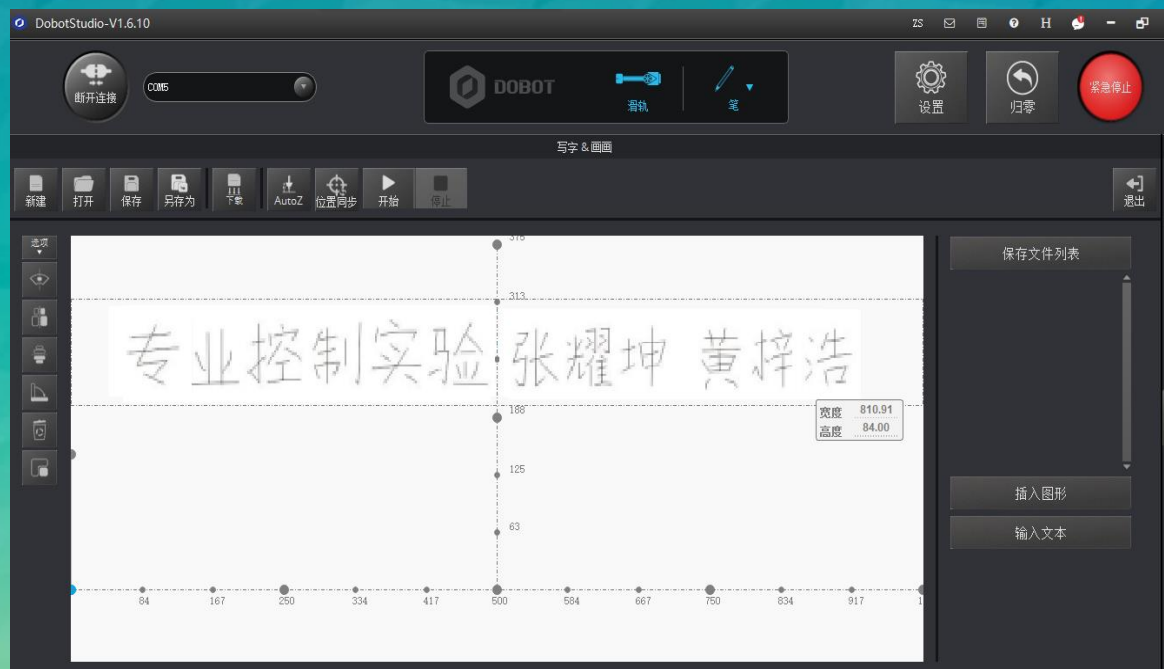 DobotStudio-V1.6.10
ZS
H
断开连接
COM5
DOBOT
滑轨
笔
设置
归零
紧急停止
写字 & 画画
新建
打开
保存
另存为
下载
AutoZ
位置同步
开始
停止
退出
选项
保存文件列表
375
313
专业控制实验 张耀坤 黄梓浩
188
宽度 810.91
高度 84.00
125
63
插入图形
输入文本
84 167 250 334 417 500 584 667 750 834 917 1